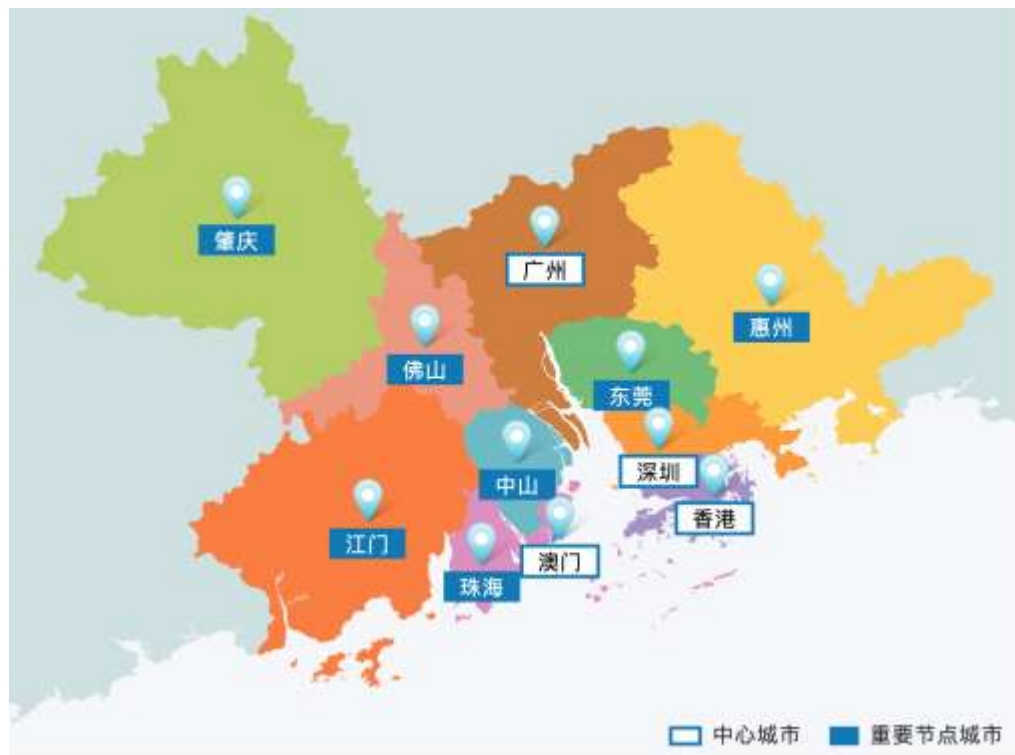 肇庆
广州
惠州
佛山
东莞
深圳
中山
香港
江门
澳门
珠海
中心城市
重要节点城市